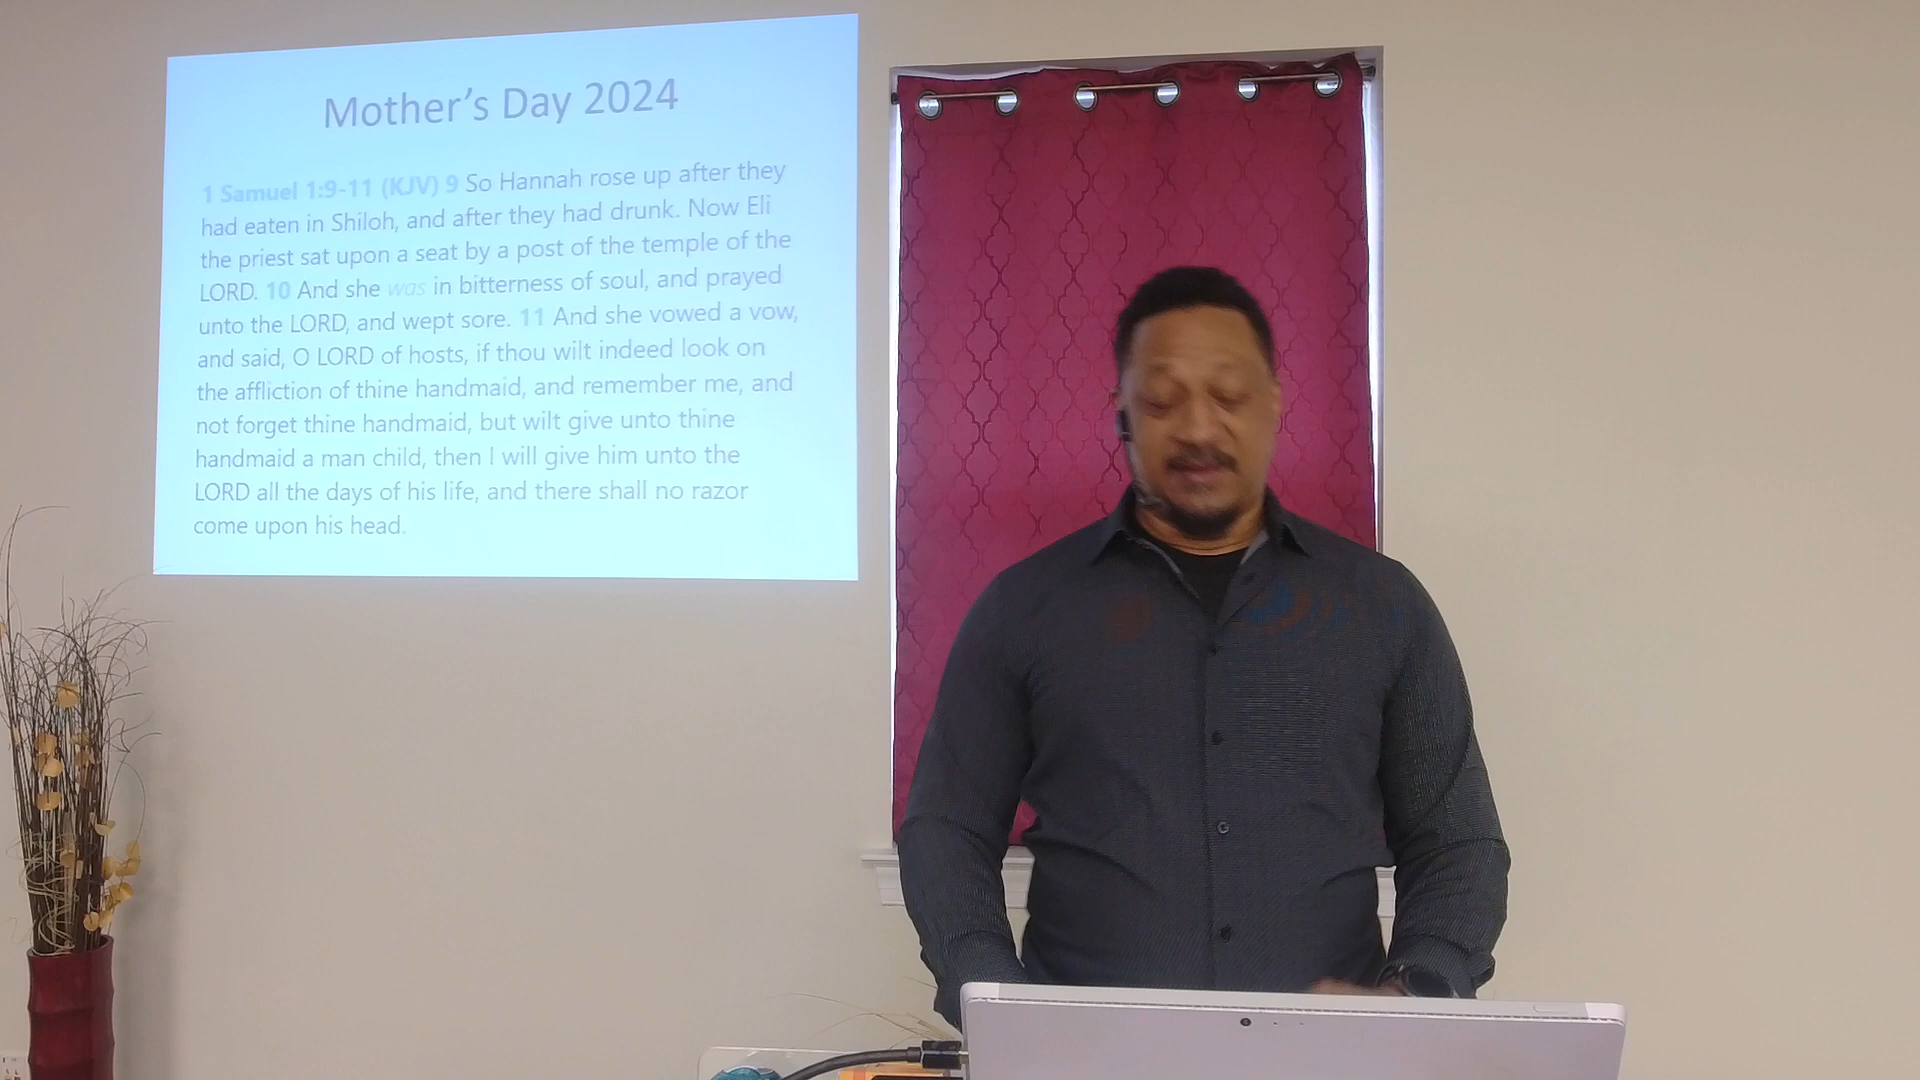 Mother's Day 2024
1 Samuel 1:9-11 (KJV) 9 So Hannah rose up after they
had eaten in Shiloh, and after they had drunk. Now Eli
the priest sat upon a seat by a post of the temple of the
LORD. 10 And she was in bitterness of soul, and prayed
unto the LORD, and wept sore. 11 And she vowed a vow,
and said, O LORD of hosts, if thou wilt indeed look on
the affliction of thine handmaid, and remember me, and
not forget thine handmaid, but wilt give unto thine
handmaid a man child, then I will give him unto the
LORD all the days of his life, and there shall no razor
come upon his head.